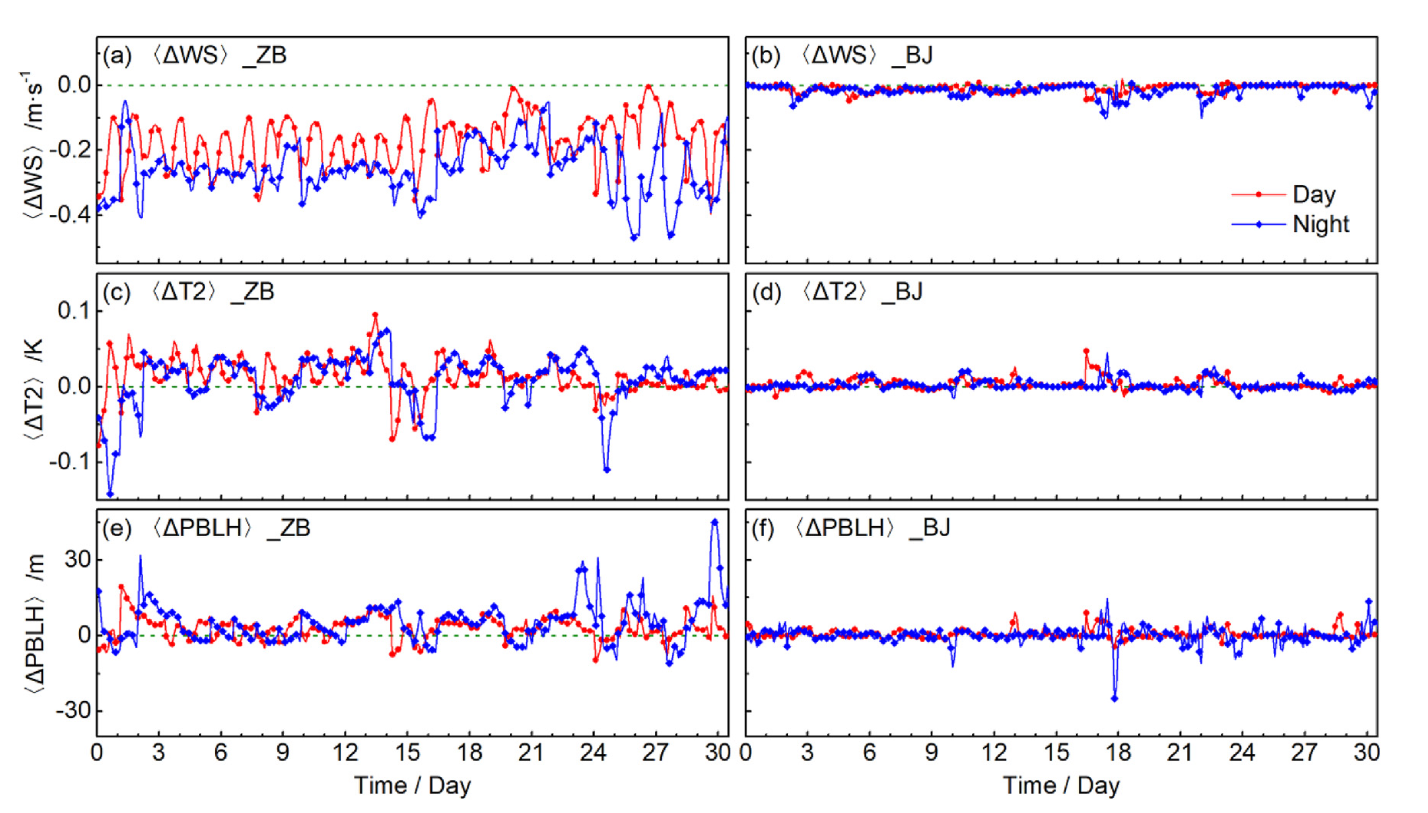 (a) 〈ΔWS〉_ZB
(b) 〈ΔWS〉_BJ
〈ΔWS〉 /m·s⁻¹
0.0
-0.2
-0.4
Day
Night
(c) 〈ΔT2〉_ZB
(d) 〈ΔT2〉_BJ
〈ΔT2〉 /K
0.1
0.0
-0.1
(e) 〈ΔPBLH〉_ZB
(f) 〈ΔPBLH〉_BJ
〈ΔPBLH〉 /m
30
0
-30
0 3 6 9 12 15 18 21 24 27 30
0 3 6 9 12 15 18 21 24 27 30
Time / Day
Time / Day